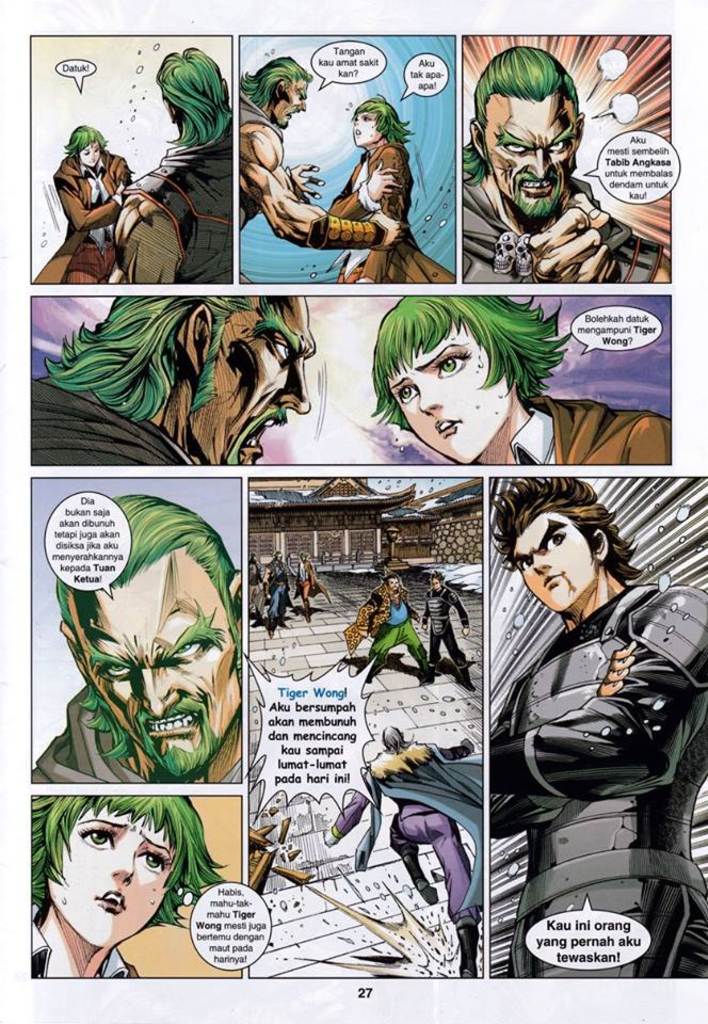 Datuk!
Tangan
kau amat sakit
kan?
Aku
tak apa-
apa!
Aku
mesti sembelih
Tabib Angkasa
untuk membalas
dendam untuk
kau!
Bolehkah datuk
mengampuni Tiger
Wong?
Dia
bukan saja
akan dibunuh
tetapi juga akan
disiksa jika aku
menyerahkannya
kepada Tuan
Ketua!
Habis,
mahu-tak-
mahu Tiger
Wong mesti juga
bertemu dengan
maut pada
harinya!
Tiger Wong!
Aku bersumpah
akan membunuh
dan mencincang
kau sampai
lumat-lumat
pada hari ini!
Kau ini orang
yang pernah aku
tewaskan!
27